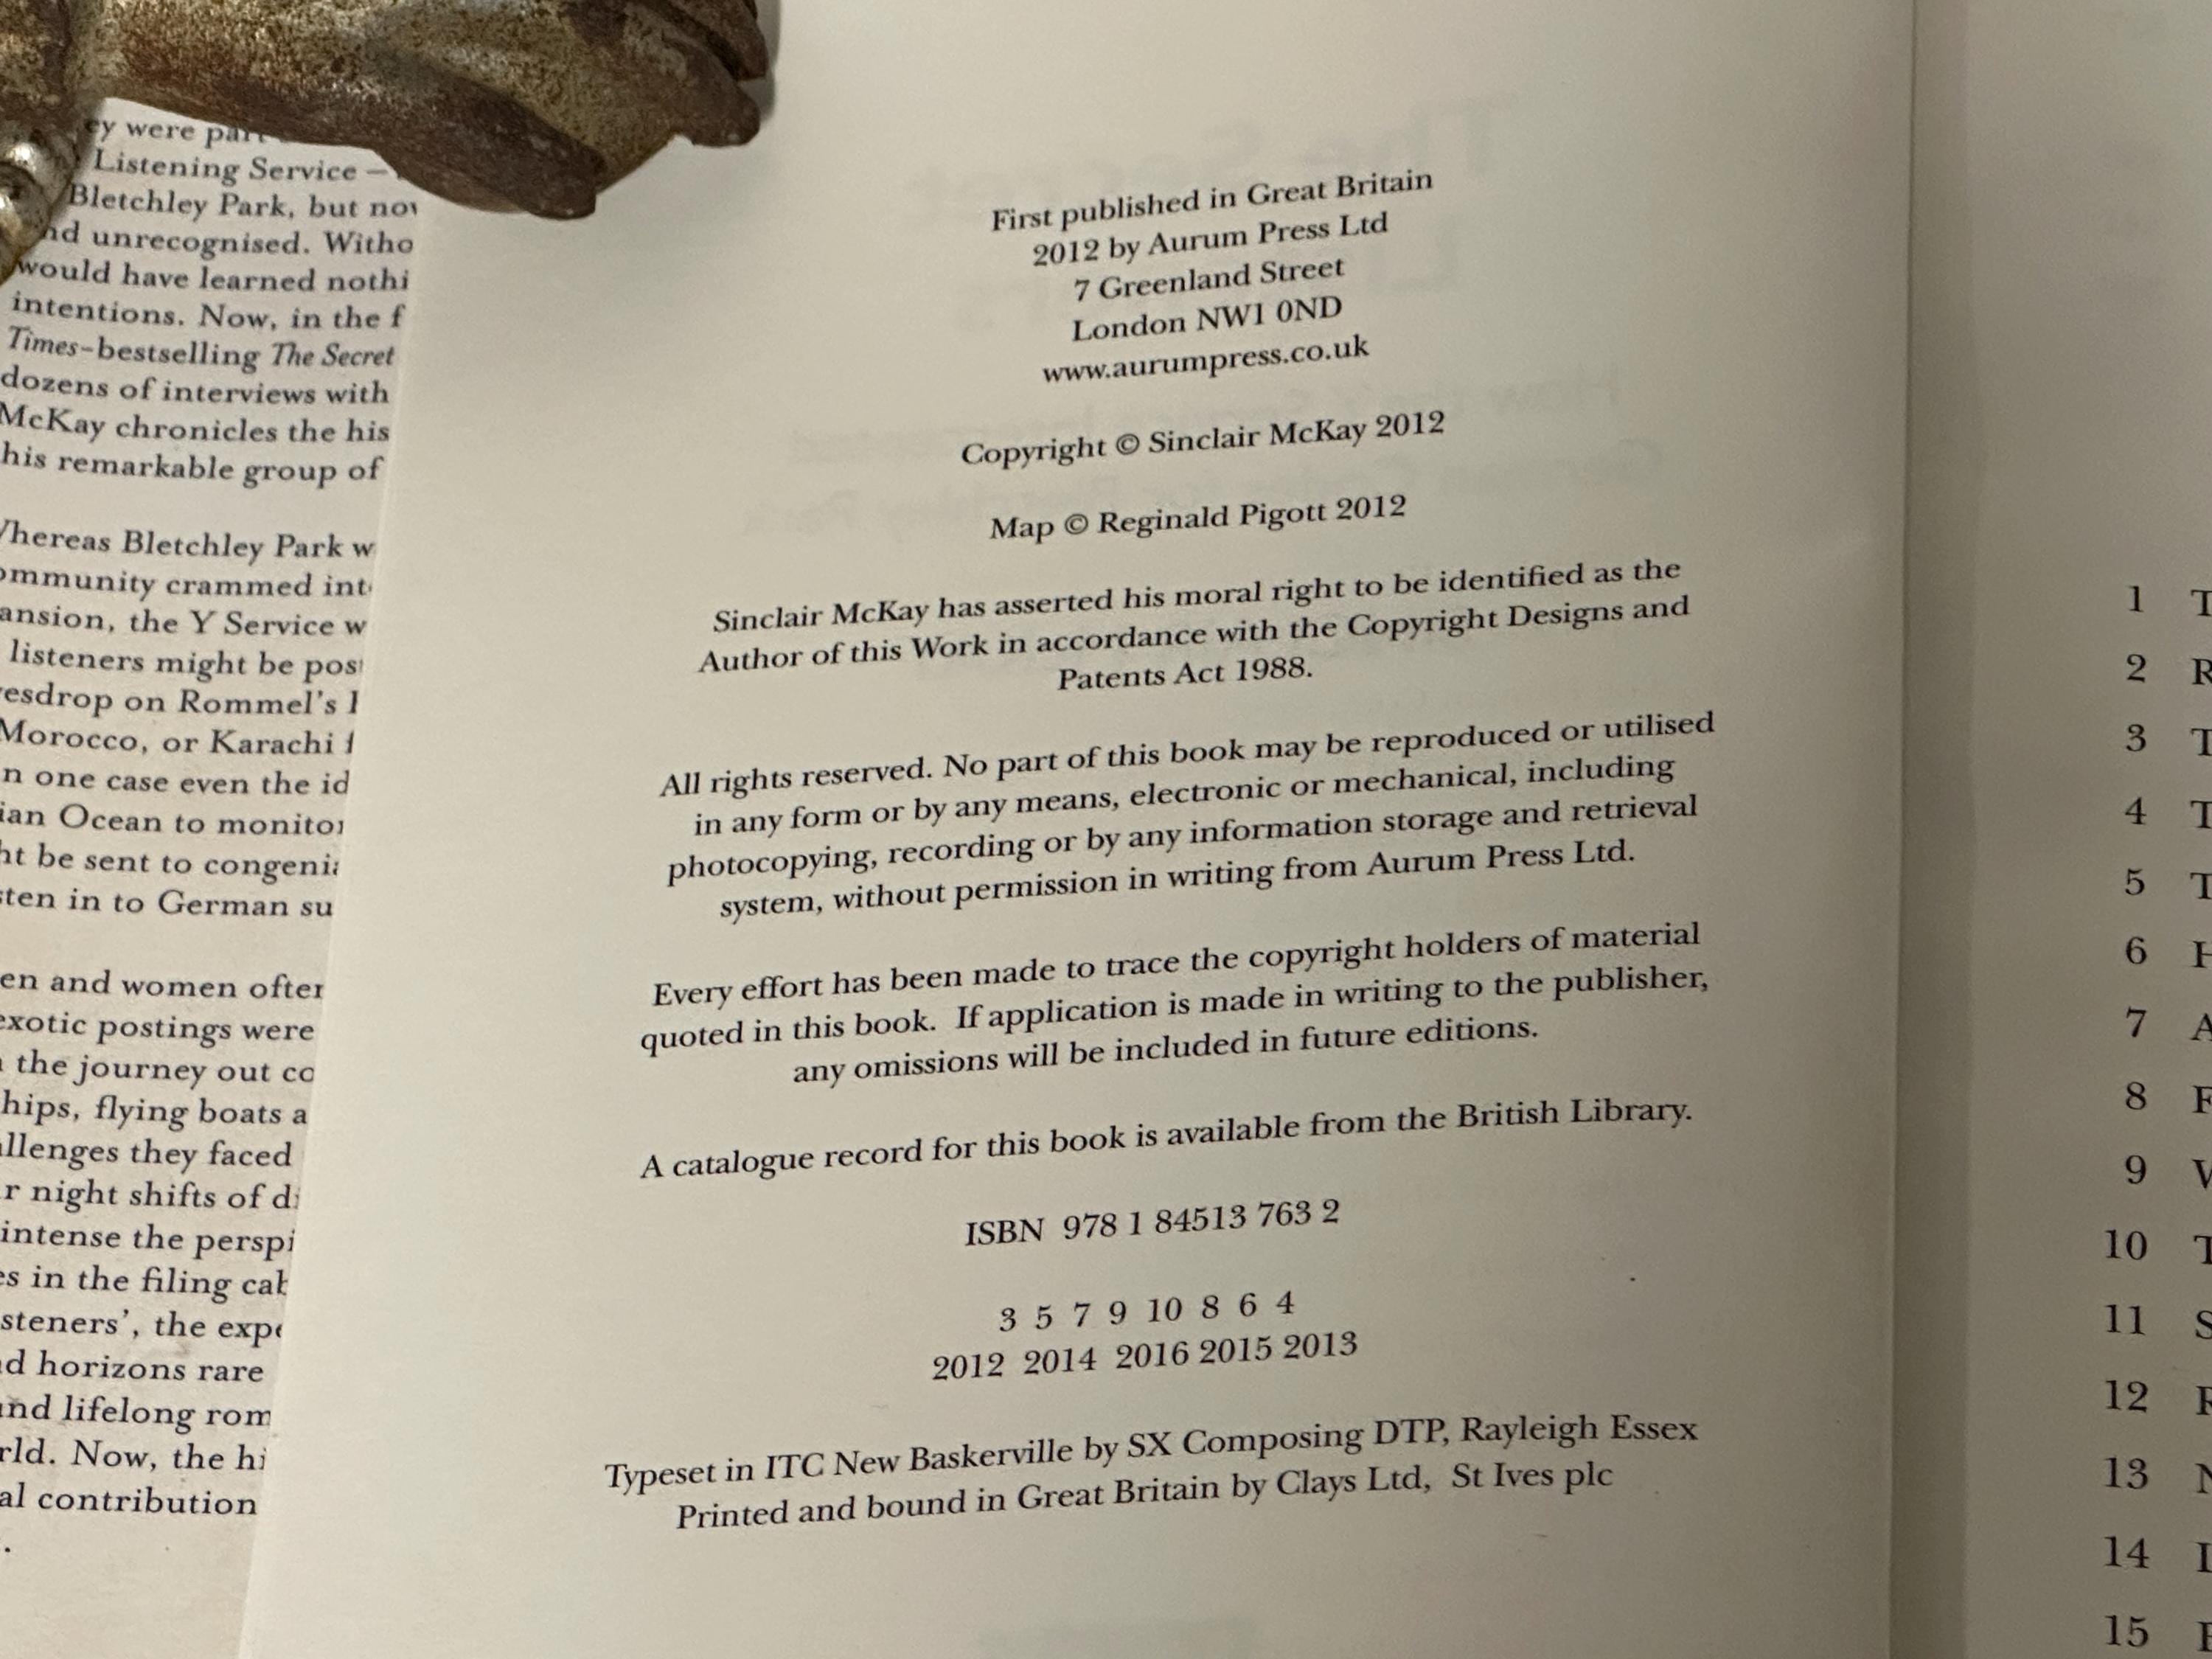 ey were part
Listening Service –
Bletchley Park, but now
nd unrecognised. Witho
would have learned nothi
intentions. Now, in the f
Times-bestselling The Secret
dozens of interviews with
McKay chronicles the his
his remarkable group of
Whereas Bletchley Park w
ommunity crammed int
ansion, the Y Service w
listeners might be pos
esdrop on Rommel's
Morocco, or Karachi
n one case even the id
ian Ocean to monitor
ht be sent to congeni
sten in to German su
en and women often
exotic postings were
the journey out co
hips, flying boats a
allenges they faced
r night shifts of d
intense the perspi
es in the filing cab
steners', the exp
d horizons rare
and lifelong rom
rld. Now, the hi
al contribution
.
First published in Great Britain
2012 by Aurum Press Ltd
7 Greenland Street
London NW1 0ND
www.aurumpress.co.uk
Copyright © Sinclair McKay 2012
Map © Reginald Pigott 2012
Sinclair McKay has asserted his moral right to be identified as the
Author of this Work in accordance with the Copyright Designs and
Patents Act 1988.
All rights reserved. No part of this book may be reproduced or utilised
in any form or by any means, electronic or mechanical, including
photocopying, recording or by any information storage and retrieval
system, without permission in writing from Aurum Press Ltd.
Every effort has been made to trace the copyright holders of material
quoted in this book.  If application is made in writing to the publisher,
any omissions will be included in future editions.
A catalogue record for this book is available from the British Library.
ISBN  978 1 84513 763 2
3 5 7 9 10 8 6 4
2012 2014 2016 2015 2013
Typeset in ITC New Baskerville by SX Composing DTP, Rayleigh Essex
Printed and bound in Great Britain by Clays Ltd,  St Ives plc
1 T
2 R
3 T
4 T
5 T
6 H
7 A
8 F
9 V
10 T
11 S
12 R
13 N
14 I
15